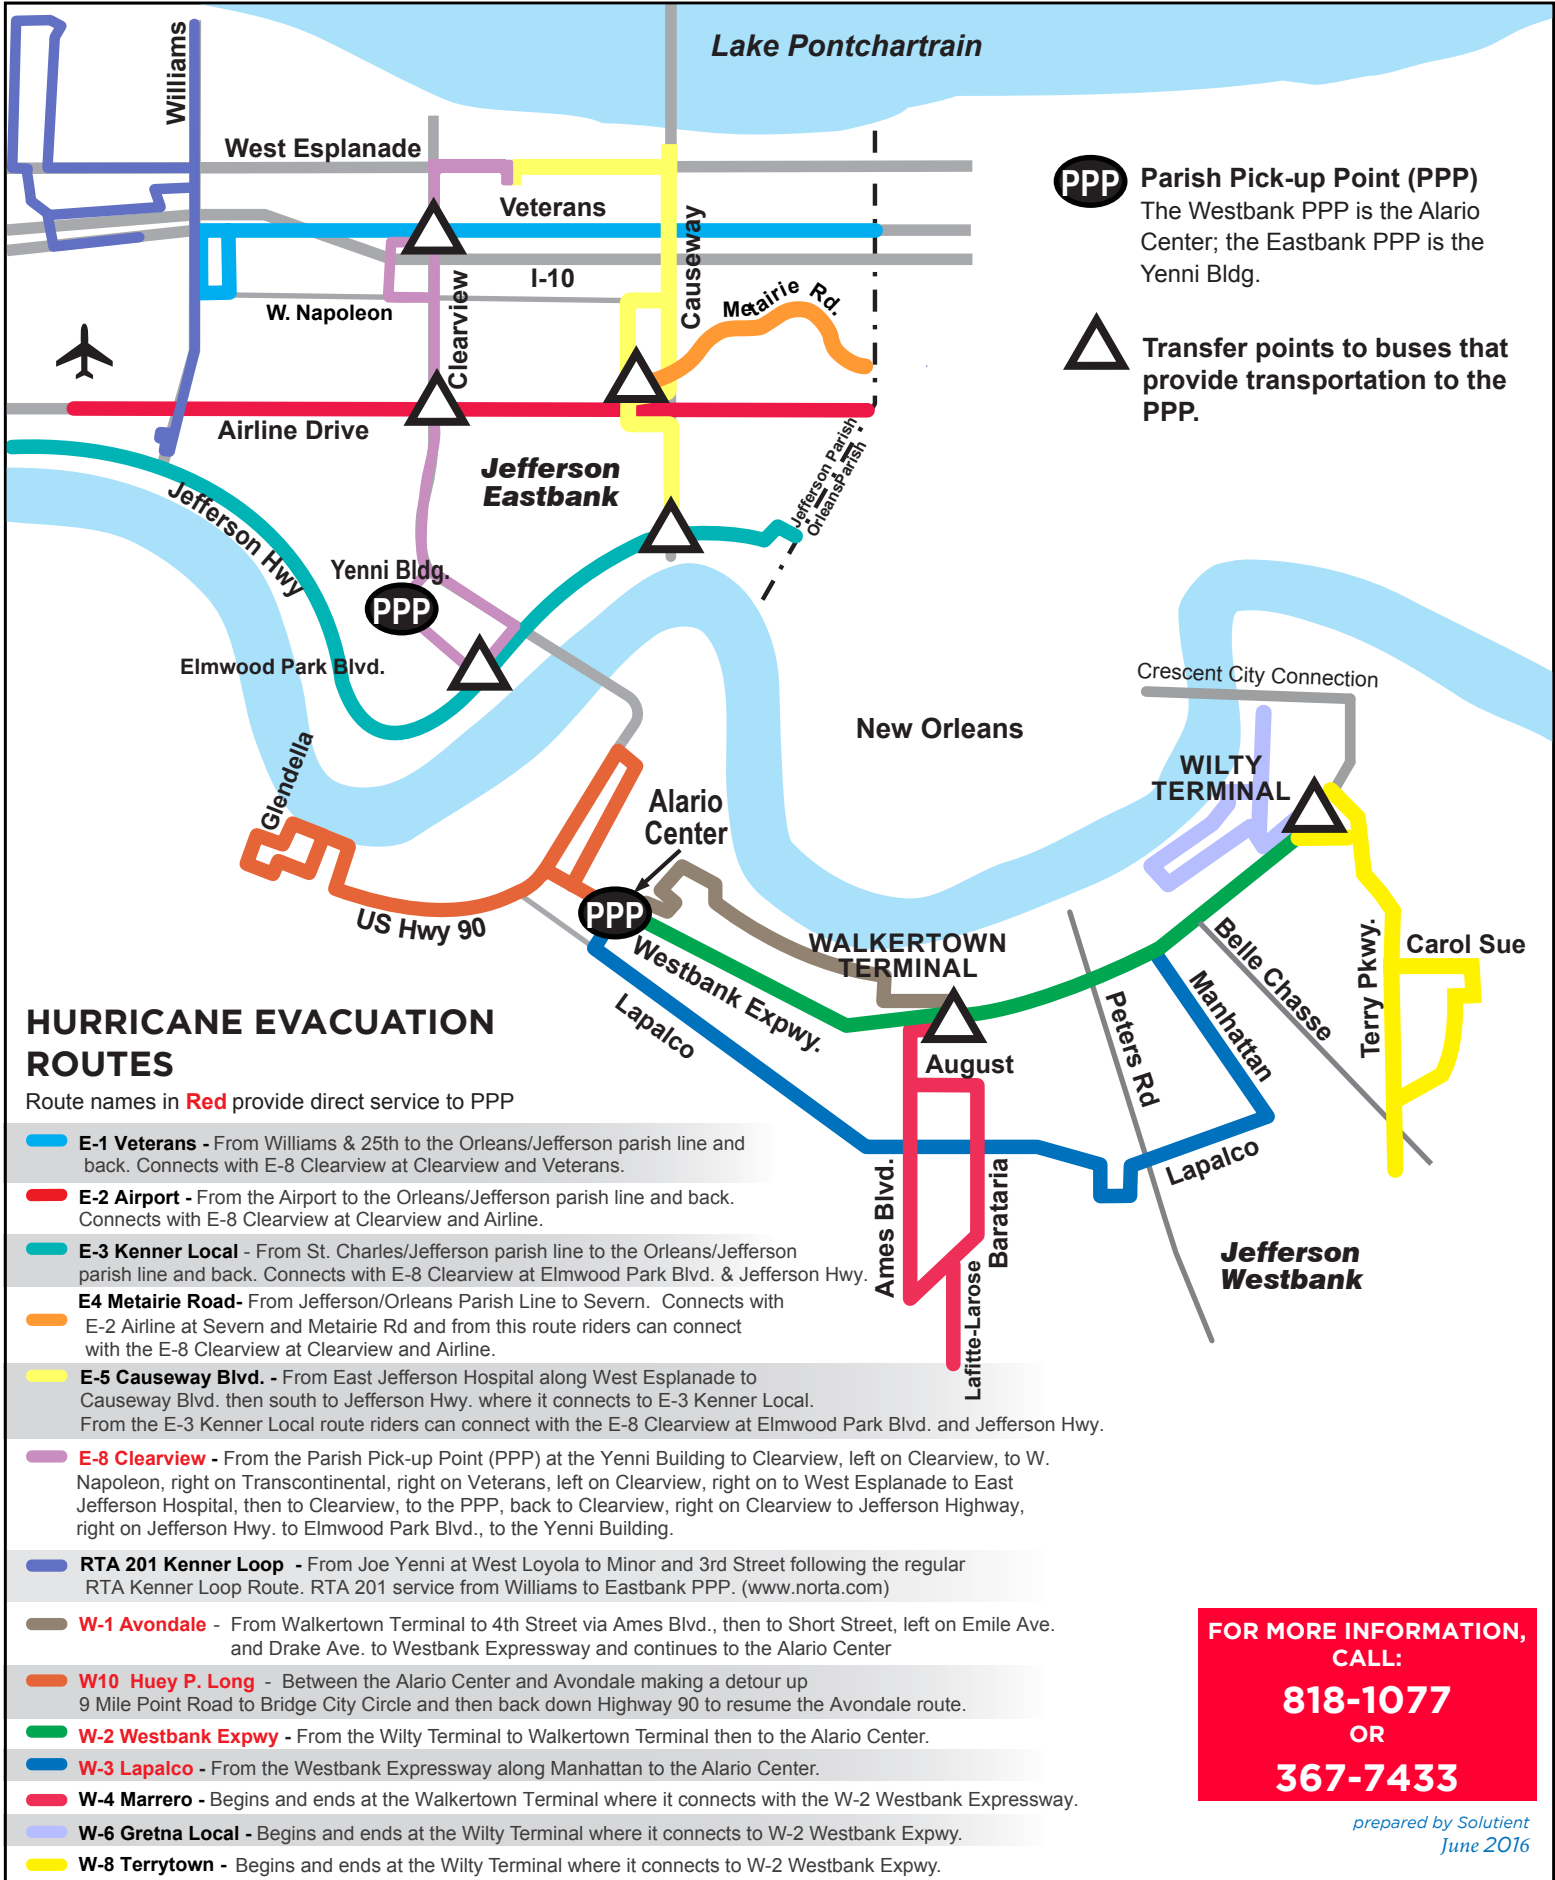 Lake Pontchartrain
Williams
West Esplanade
Veterans
Causeway
I-10
Clearview
W. Napoleon
Metairie Rd.
Airline Drive
Jefferson
Eastbank
Jefferson Parish
OrleansParish
Jefferson Hwy
Yenni Bldg.
PPP
Elmwood Park Blvd.
PPP
Parish Pick-up Point (PPP)
The Westbank PPP is the Alario
Center; the Eastbank PPP is the
Yenni Bldg.
Transfer points to buses that
provide transportation to the
PPP.
Crescent City Connection
New Orleans
WILTY
TERMINAL
Glendella
Alario
Center
PPP
US Hwy 90
Westbank Expwy.
Lapalco
WALKERTOWN
TERMINAL
August
Peters Rd
Manhattan
Belle Chasse
Terry Pkwy.
Carol Sue
Lapalco
Ames Blvd.
Barataria
Lafitte-Larose
Jefferson
Westbank
HURRICANE EVACUATION
ROUTES
Route names in Red provide direct service to PPP
E-1 Veterans - From Williams & 25th to the Orleans/Jefferson parish line and
back. Connects with E-8 Clearview at Clearview and Veterans.
E-2 Airport - From the Airport to the Orleans/Jefferson parish line and back.
Connects with E-8 Clearview at Clearview and Airline.
E-3 Kenner Local - From St. Charles/Jefferson parish line to the Orleans/Jefferson
parish line and back. Connects with E-8 Clearview at Elmwood Park Blvd. & Jefferson Hwy.
E4 Metairie Road- From Jefferson/Orleans Parish Line to Severn. Connects with
E-2 Airline at Severn and Metairie Rd and from this route riders can connect
with the E-8 Clearview at Clearview and Airline.
E-5 Causeway Blvd. - From East Jefferson Hospital along West Esplanade to
Causeway Blvd. then south to Jefferson Hwy. where it connects to E-3 Kenner Local.
From the E-3 Kenner Local route riders can connect with the E-8 Clearview at Elmwood Park Blvd. and Jefferson Hwy.
E-8 Clearview - From the Parish Pick-up Point (PPP) at the Yenni Building to Clearview, left on Clearview, to W.
Napoleon, right on Transcontinental, right on Veterans, left on Clearview, right on to West Esplanade to East
Jefferson Hospital, then to Clearview, to the PPP, back to Clearview, right on Clearview to Jefferson Highway,
right on Jefferson Hwy. to Elmwood Park Blvd., to the Yenni Building.
RTA 201 Kenner Loop - From Joe Yenni at West Loyola to Minor and 3rd Street following the regular
RTA Kenner Loop Route. RTA 201 service from Williams to Eastbank PPP. (www.norta.com)
W-1 Avondale - From Walkertown Terminal to 4th Street via Ames Blvd., then to Short Street, left on Emile Ave.
and Drake Ave. to Westbank Expressway and continues to the Alario Center
W10 Huey P. Long - Between the Alario Center and Avondale making a detour up
9 Mile Point Road to Bridge City Circle and then back down Highway 90 to resume the Avondale route.
W-2 Westbank Expwy - From the Wilty Terminal to Walkertown Terminal then to the Alario Center.
W-3 Lapalco - From the Westbank Expressway along Manhattan to the Alario Center.
W-4 Marrero - Begins and ends at the Walkertown Terminal where it connects with the W-2 Westbank Expressway.
W-6 Gretna Local - Begins and ends at the Wilty Terminal where it connects to W-2 Westbank Expwy.
W-8 Terrytown - Begins and ends at the Wilty Terminal where it connects to W-2 Westbank Expwy.
FOR MORE INFORMATION,
CALL:
818-1077
OR
367-7433
prepared by Solutient
June 2016